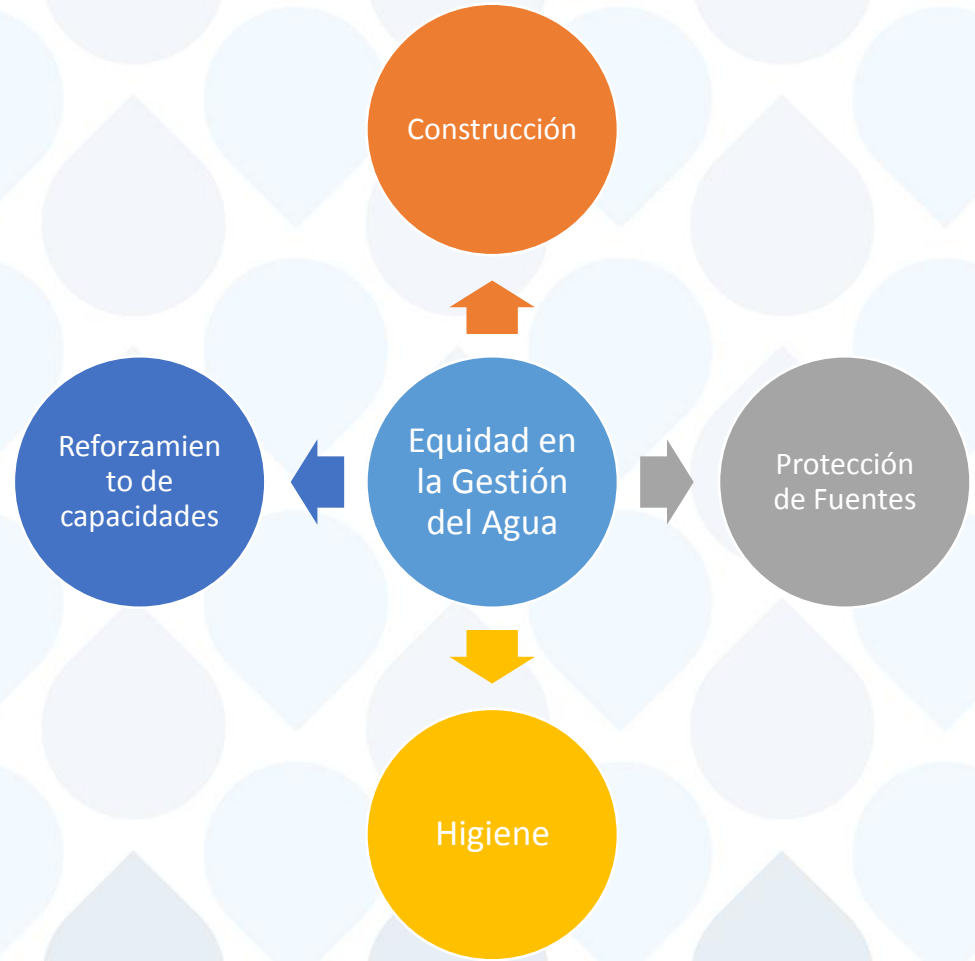 Construcción
Reforzamien
to de
capacidades
Equidad en
la Gestión
del Agua
Protección
de Fuentes
Higiene